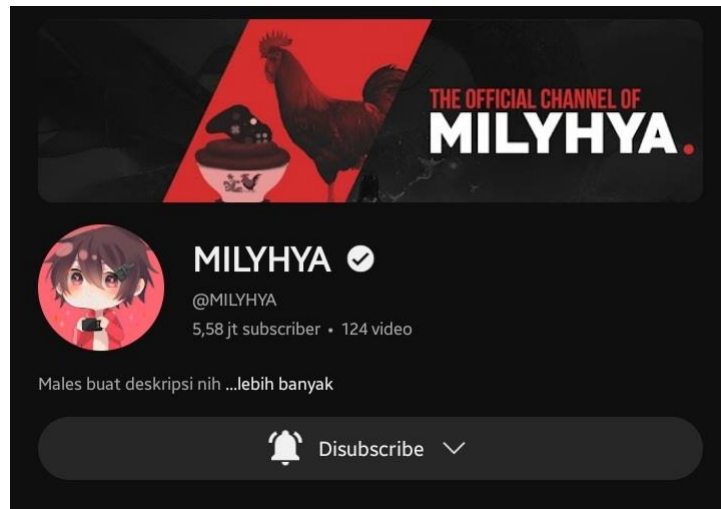 THE OFFICIAL CHANNEL OF
MILYHYA.
MILYHYA
@MILYHYA
5,58 jt subscriber • 124 video
Males buat deskripsi nih ...lebih banyak
Disubscribe